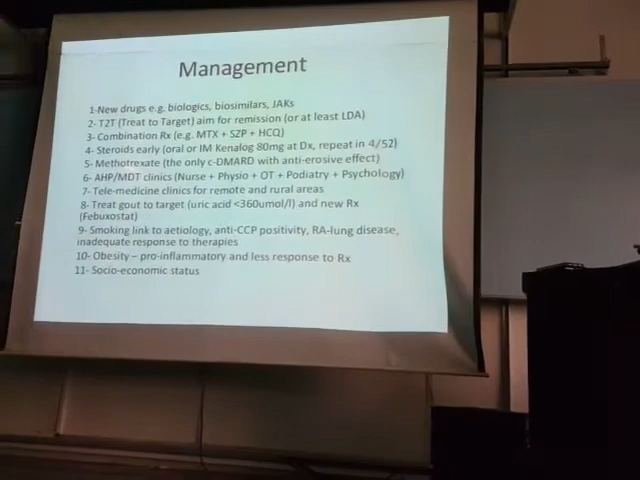 Management
1-New drugs e.g. biologics, biosimilars, JAKs
2- T2T (Treat to Target) aim for remission (or at least LDA)
3- Combination Rx (e.g. MTX + SZP + HCQ)
4- Steroids early (oral or IM Kenalog 80mg at Dx, repeat in 4/52)
5- Methotrexate (the only c-DMARD with anti-erosive effect)
6- AHP/MDT clinics (Nurse + Physio + OT + Podiatry + Psychology)
7- Tele-medicine clinics for remote and rural areas
8- Treat gout to target (uric acid <360umol/l) and new Rx
(Febuxostat)
9- Smoking link to aetiology, anti-CCP positivity, RA-lung disease,
inadequate response to therapies
10- Obesity – pro-inflammatory and less response to Rx
11- Socio-economic status